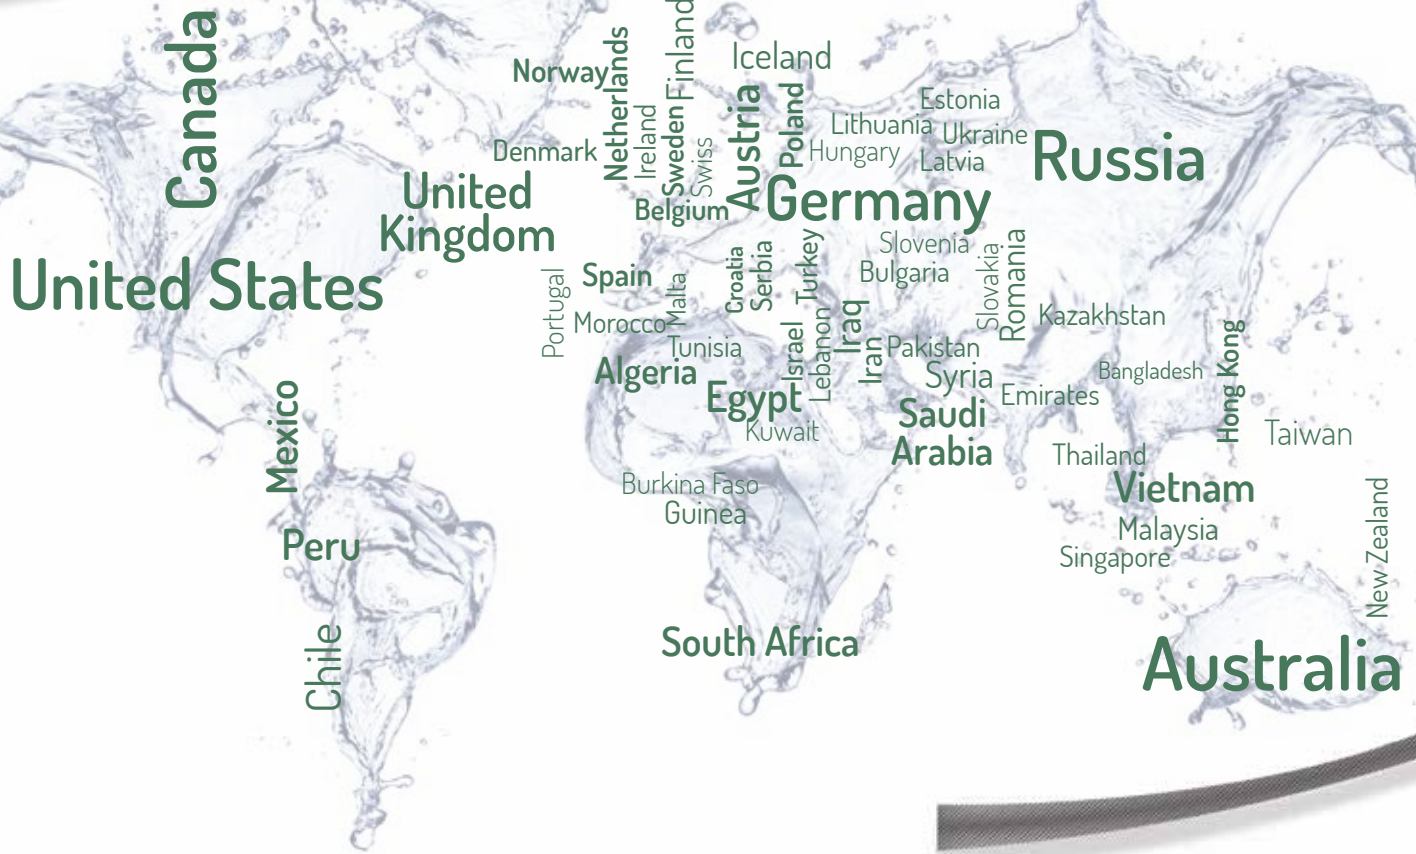 Canada
Norway
Netherlands
Finland
Iceland
Denmark
Ireland
Sweden
Swiss
Austria
Poland
Estonia
Lithuania
Ukraine
Hungary
Latvia
Russia
United
Kingdom
Belgium
Germany
United States
Portugal
Spain
Malta
Croatia
Serbia
Turkey
Slovenia
Bulgaria
Slovakia
Romania
Morocco
Tunisia
Israel
Lebanon
Iraq
Iran
Pakistan
Kazakhstan
Algeria
Egypt
Kuwait
Syria
Emirates
Bangladesh
Hong Kong
Mexico
Saudi
Arabia
Taiwan
Thailand
Burkina Faso
Guinea
Vietnam
Malaysia
Singapore
New Zealand
Peru
Chile
South Africa
Australia